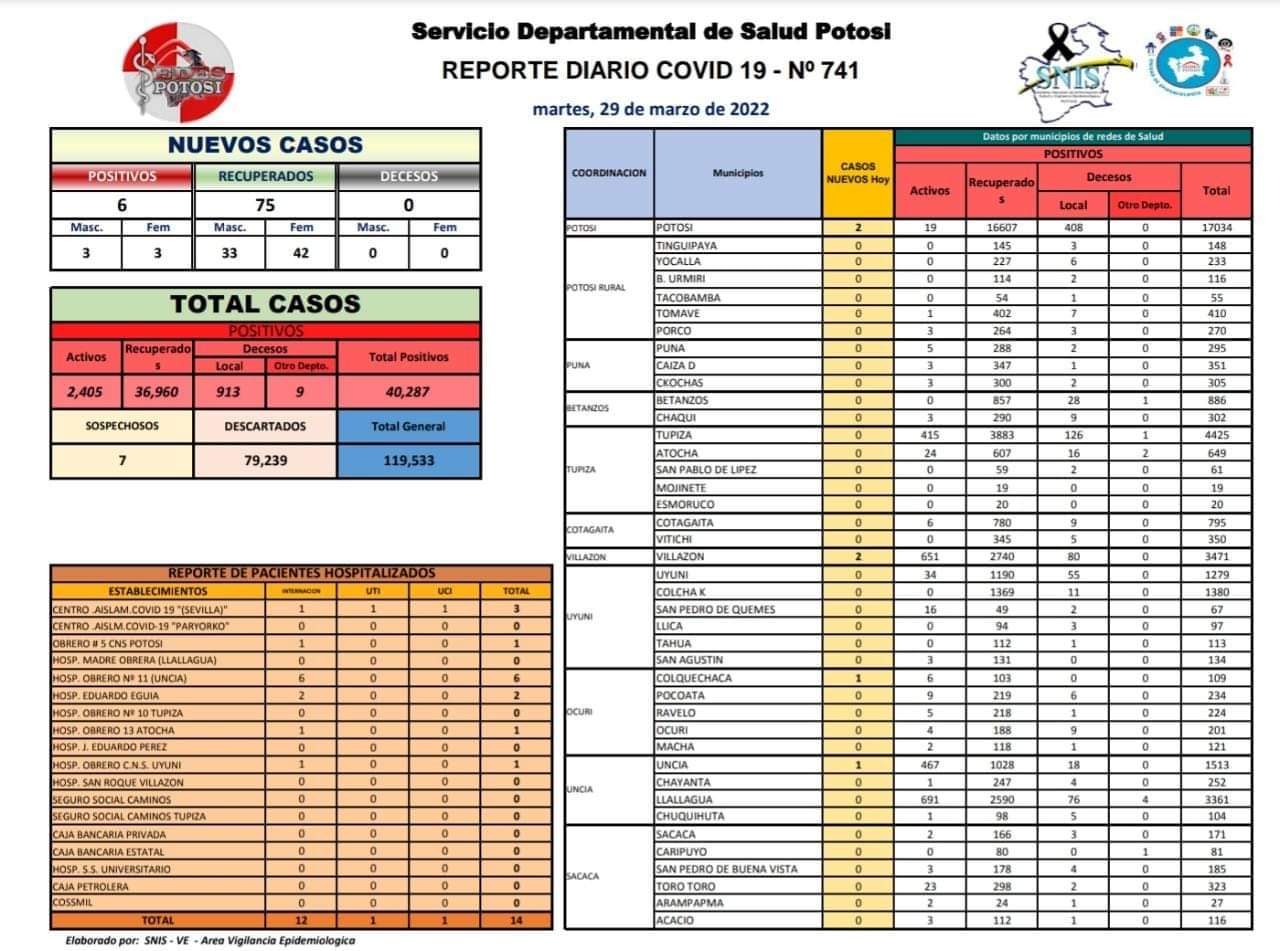 Servicio Departamental de Salud Potosi
REPORTE DIARIO COVID 19 - Nº 741
martes, 29 de marzo de 2022
SEDES
POTOSI
SNIS
NUEVOS CASOS
POSITIVOS RECUPERADOS DECESOS
6 75 0
Masc. Fem Masc. Fem Masc. Fem
3 3 33 42 0 0
TOTAL CASOS
POSITIVOS
Activos Recuperados Decesos Total Positivos
Local Otro Depto.
2,405 36,960 913 9 40,287
SOSPECHOSOS DESCARTADOS Total General
7 79,239 119,533
REPORTE DE PACIENTES HOSPITALIZADOS
ESTABLECIMIENTOS INTERNACION UTI UCI TOTAL
CENTRO .AISLAM.COVID 19 "(SEVILLA)" 1 1 1 3
CENTRO .AISLM.COVID-19 "PARYORKO" 0 0 0 0
OBRERO # 5 CNS POTOSI 1 0 0 1
HOSP. MADRE OBRERA (LLALLAGUA) 0 0 0 0
HOSP. OBRERO Nº 11 (UNCIA) 6 0 0 6
HOSP. EDUARDO EGUIA 2 0 0 2
HOSP. OBRERO Nº 10 TUPIZA 0 0 0 0
HOSP. OBRERO 13 ATOCHA 1 0 0 1
HOSP. J. EDUARDO PEREZ 0 0 0 0
HOSP. OBRERO C.N.S. UYUNI 1 0 0 1
HOSP. SAN ROQUE VILLAZON 0 0 0 0
SEGURO SOCIAL CAMINOS 0 0 0 0
SEGURO SOCIAL CAMINOS TUPIZA 0 0 0 0
CAJA BANCARIA PRIVADA 0 0 0 0
CAJA BANCARIA ESTATAL 0 0 0 0
HOSP. S.S. UNIVERSITARIO 0 0 0 0
CAJA PETROLERA 0 0 0 0
COSSMIL 0 0 0 0
TOTAL 12 1 1 14
Elaborado por: SNIS - VE - Area Vigilancia Epidemiologica
COORDINACION Municipios CASOS NUEVOS Hoy Datos por municipios de redes de Salud
POSITIVOS
Activos Recuperados Decesos Total
Local Otro Depto.
POTOSI POTOSI 2 19 16607 408 0 17034
POTOSI RURAL TINGUIPAYA 0 0 145 3 0 148
YOCALLA 0 0 227 6 0 233
B. URMIRI 0 0 114 2 0 116
TACOBAMBA 0 0 54 1 0 55
TOMAVE 0 1 402 7 0 410
PORCO 0 3 264 3 0 270
PUNA PUNA 0 5 288 2 0 295
CAIZA D 0 3 347 1 0 351
CKOCHAS 0 3 300 2 0 305
BETANZOS BETANZOS 0 0 857 28 1 886
CHAQUI 0 3 290 9 0 302
TUPIZA TUPIZA 0 415 3883 126 1 4425
ATOCHA 0 24 607 16 2 649
SAN PABLO DE LIPEZ 0 0 59 2 0 61
MOJINETE 0 0 19 0 0 19
ESMORUCO 0 0 20 0 0 20
COTAGAITA COTAGAITA 0 6 780 9 0 795
VITICHI 0 0 345 5 0 350
VILLAZON VILLAZON 2 651 2740 80 0 3471
UYUNI UYUNI 0 34 1190 55 0 1279
COLCHA K 0 0 1369 11 0 1380
SAN PEDRO DE QUEMES 0 16 49 2 0 67
LLICA 0 0 94 3 0 97
TAHUA 0 0 112 1 0 113
SAN AGUSTIN 0 3 131 0 0 134
OCURI COLQUECHACA 1 6 103 0 0 109
POCOATA 0 9 219 6 0 234
RAVELO 0 5 218 1 0 224
OCURI 0 4 188 9 0 201
MACHA 0 2 118 1 0 121
UNCIA UNCIA 1 467 1028 18 0 1513
CHAYANTA 0 1 247 4 0 252
LLALLAGUA 0 691 2590 76 4 3361
CHUQUIHUTA 0 1 98 5 0 104
SACACA SACACA 0 2 166 3 0 171
CARIPUYO 0 0 80 0 1 81
SAN PEDRO DE BUENA VISTA 0 3 178 4 0 185
TORO TORO 0 23 298 2 0 323
ARAMPAPMA 0 2 24 1 0 27
ACACIO 0 3 112 1 0 116